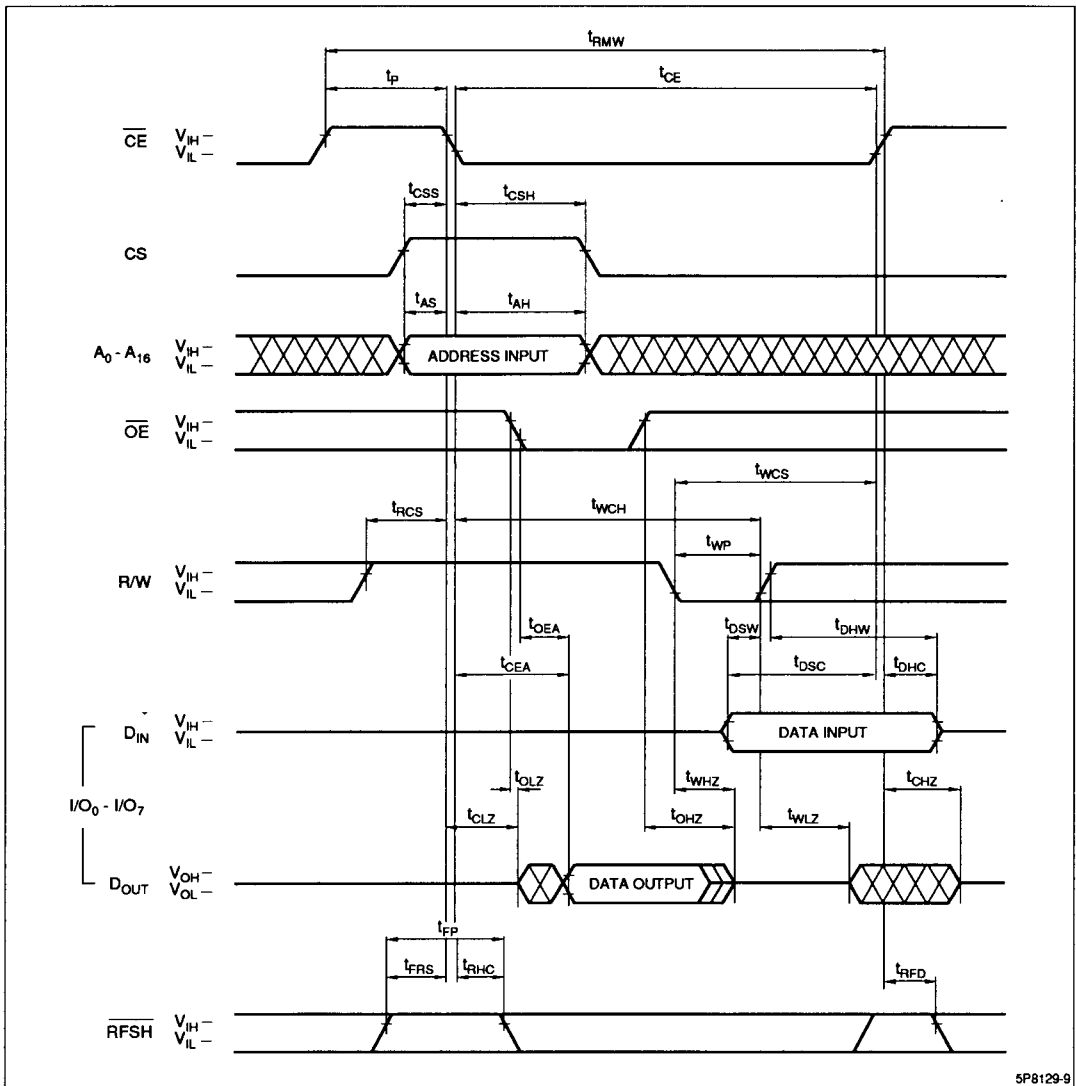 tRMW
tP
tCE
CE
VIH
VIL
tCSS
tCSH
CS
tAS
tAH
A0 - A16
VIH
VIL
ADDRESS INPUT
OE
VIH
VIL
tWCS
tRCS
tWCH
tWP
R/W
VIH
VIL
tOEA
tDSW
tDHW
tCEA
tDSC
tDHC
DIN
VIH
VIL
DATA INPUT
I/O0 - I/O7
tOLZ
tWHZ
tCHZ
tCLZ
tOHZ
tWLZ
DOUT
VOH
VOL
DATA OUTPUT
tFP
tFRS
tRHC
tRFD
RFSH
VIH
VIL
5P8129-9